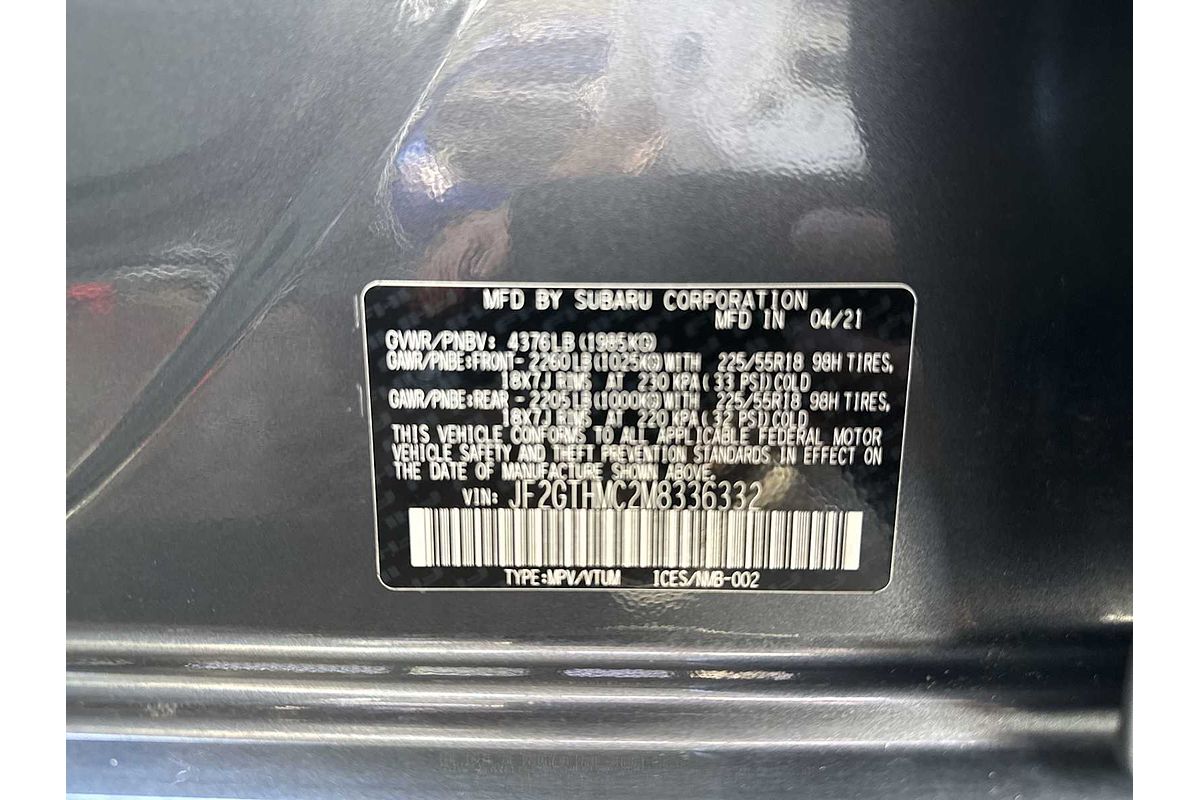 MFD BY SUBARU CORPORATION
MFD IN 04/21
GVWR/PNBV: 4376LB(1985KG)
GAWR/PNBE:FRONT- 2260LB(1025KG)WITH 225/55R18 98H TIRES,
18X7J RIMS AT 230 KPA( 33 PSI)COLD
GAWR/PNBE:REAR - 2205LB(1000KG)WITH 225/55R18 98H TIRES,
18X7J RIMS AT 220 KPA( 32 PSI)COLD
THIS VEHICLE CONFORMS TO ALL APPLICABLE FEDERAL MOTOR
VEHICLE SAFETY AND THEFT PREVENTION STANDARDS IN EFFECT ON
THE DATE OF MANUFACTURE SHOWN ABOVE.
VIN: JF2GTHMC2M8336332
TYPE:MPV/VTUM ICES/NMB-002